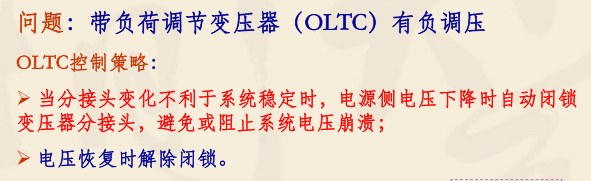 问题：带负荷调节变压器（OLTC）有负调压
OLTC控制策略：
➢ 当分接头变化不利于系统稳定时，电源侧电压下降时自动闭锁
变压器分接头，避免或阻止系统电压崩溃；
➢ 电压恢复时解除闭锁。